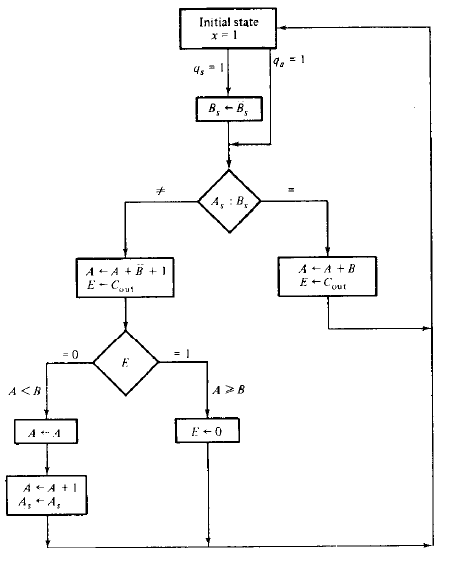 Initial state
x = 1
q_s = 1
q_a = 1
B_s ← B̄_s
A_s : B_s
≠
=
A ← A + B̄ + 1
E ← C_out
A ← A + B
E ← C_out
E
= 0
= 1
A < B
A ≥ B
A ← A
E ← 0
A ← A + 1
A_s ← A_s